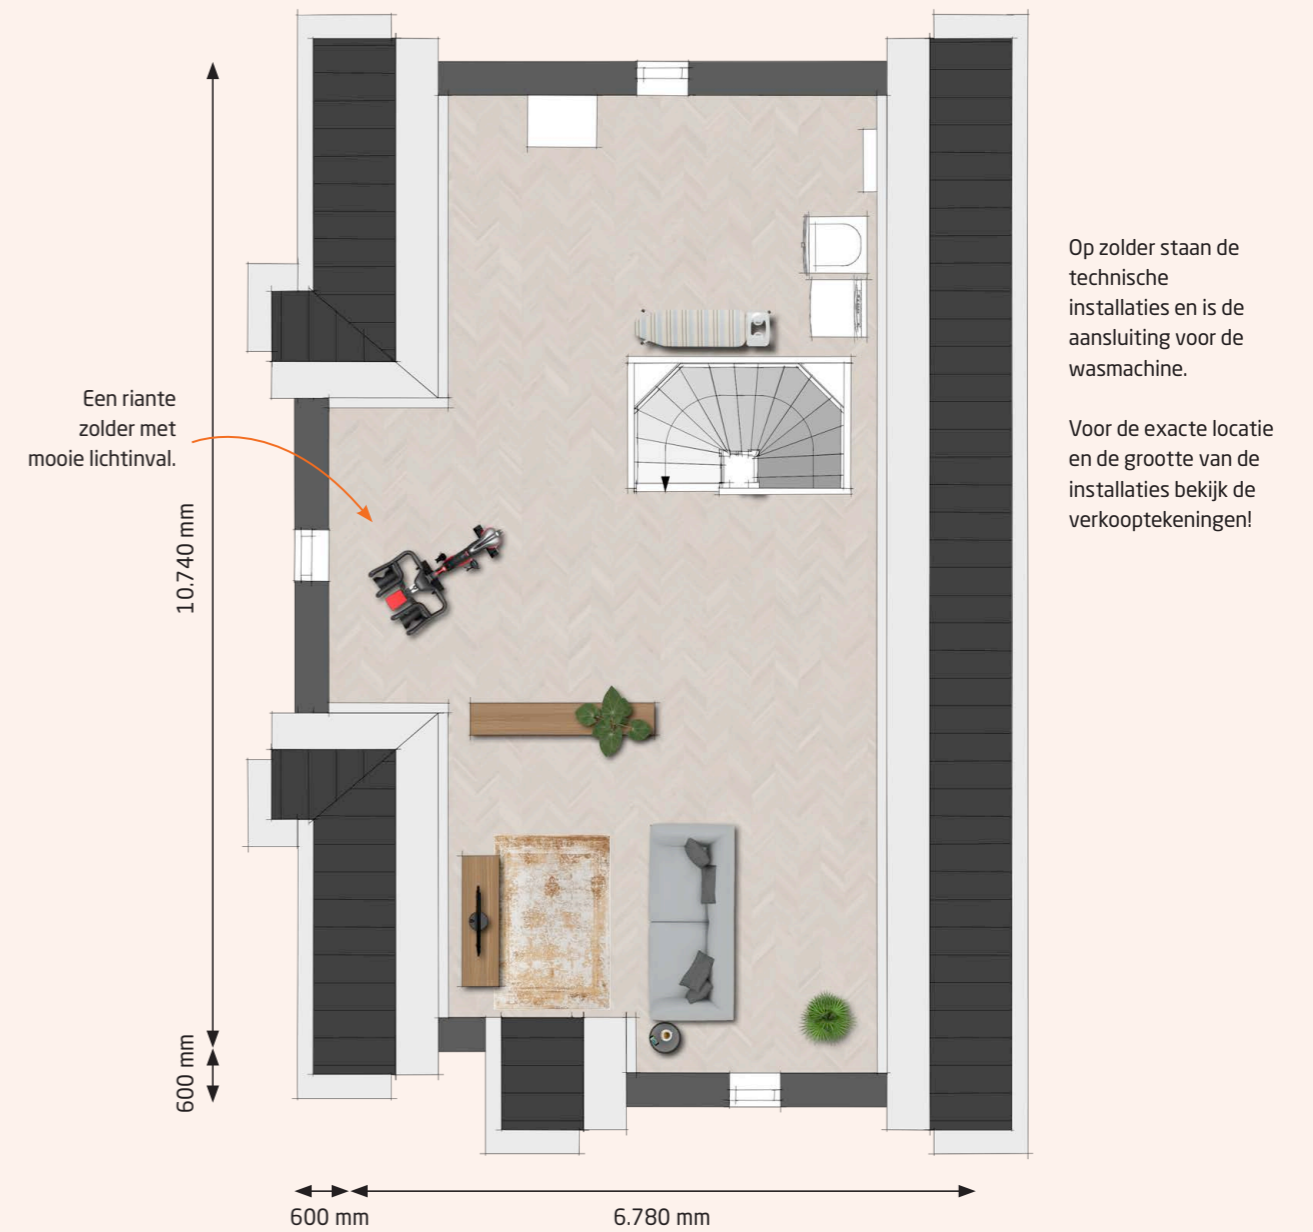 Op zolder staan de
technische
installaties en is de
aansluiting voor de
wasmachine.
Voor de exacte locatie
en de grootte van de
installaties bekijk de
verkooptekeningen!
Een riante
zolder met
mooie lichtinval.
10.740 mm
600 mm
600 mm
6.780 mm